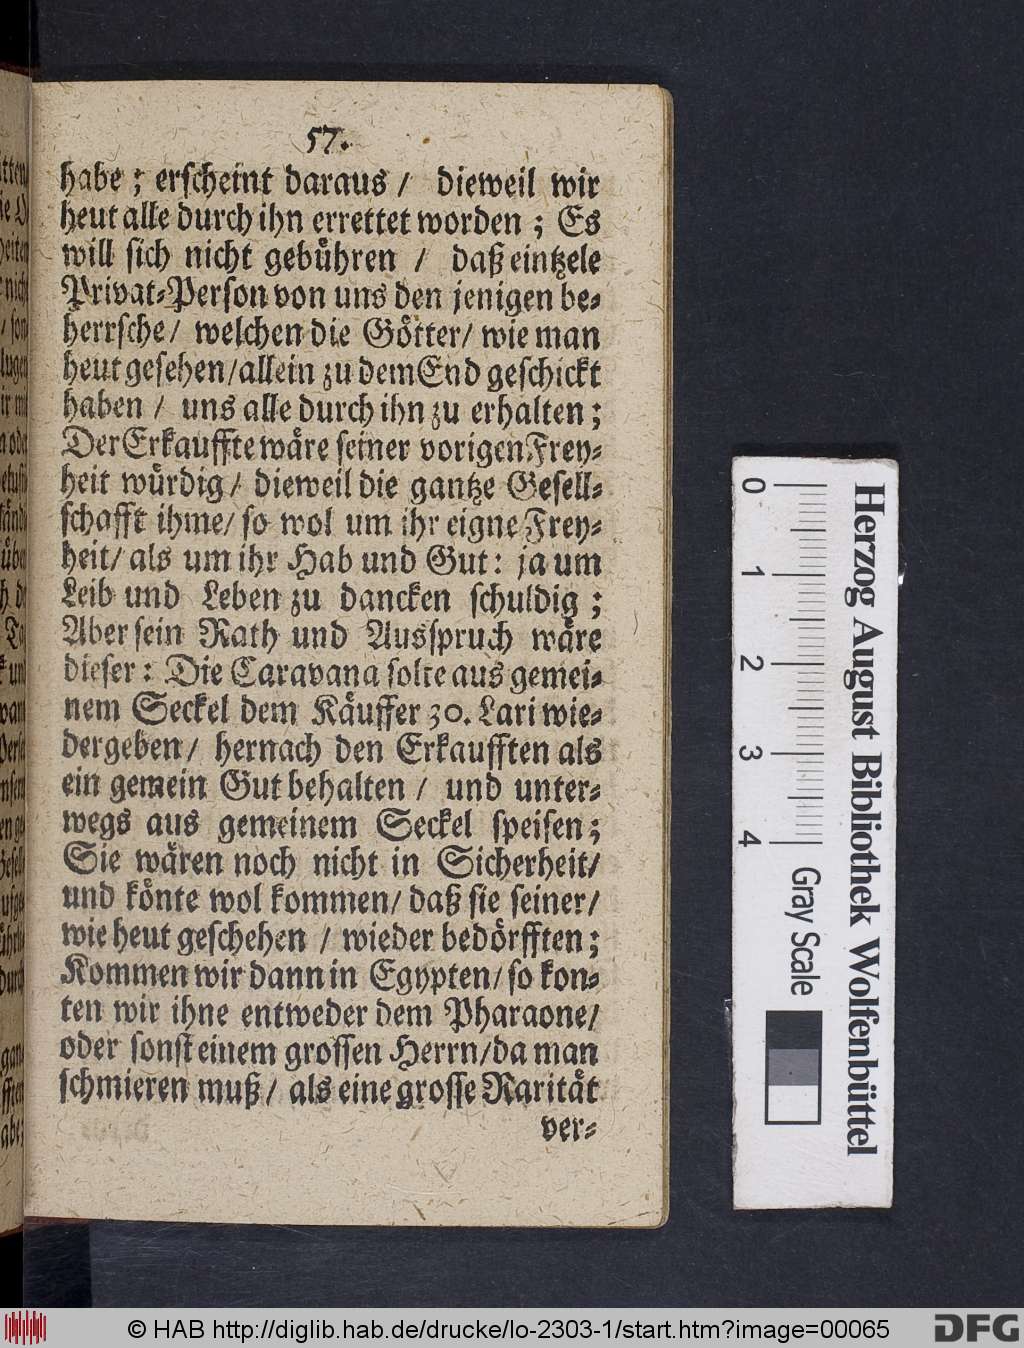 57.
habe; erscheint daraus / dieweil wir
heut alle durch ihn errettet worden; Es
will sich nicht gebühren / daß eintzele
Privat-Person von uns den jenigen be-
herrsche / welchen die Götter / wie man
heut gesehen / allein zu dem End geschickt
haben / uns alle durch ihn zu erhalten;
Der Erkauffte wäre seiner vorigen Frey-
heit würdig / dieweil die gantze Gesell-
schafft ihme / so wol um ihr eigne Frey-
heit / als um ihr Hab und Gut: ja um
Leib und Leben zu dancken schuldig;
Aber sein Rath und Ausspruch wäre
dieser: Die Caravana solte aus gemei-
nem Seckel dem Käuffer 30. Lari wie-
dergeben / hernach den Erkaufften als
ein gemein Gut behalten / und unter-
wegs aus gemeinem Seckel speisen;
Sie wären noch nicht in Sicherheit /
und könte wol kommen / daß sie seiner /
wie heut geschehen / wieder bedörfften;
Kommen wir dann in Egypten / so kön-
ten wir ihne entweder dem Pharaone /
oder sonst einem grossen Herrn / da man
schmieren muß / als eine grosse Rarität
ver-
0 1 2 3 4
Gray Scale
Herzog August Bibliothek Wolfenbüttel
© HAB http://diglib.hab.de/drucke/lo-2303-1/start.htm?image=00065
DFG